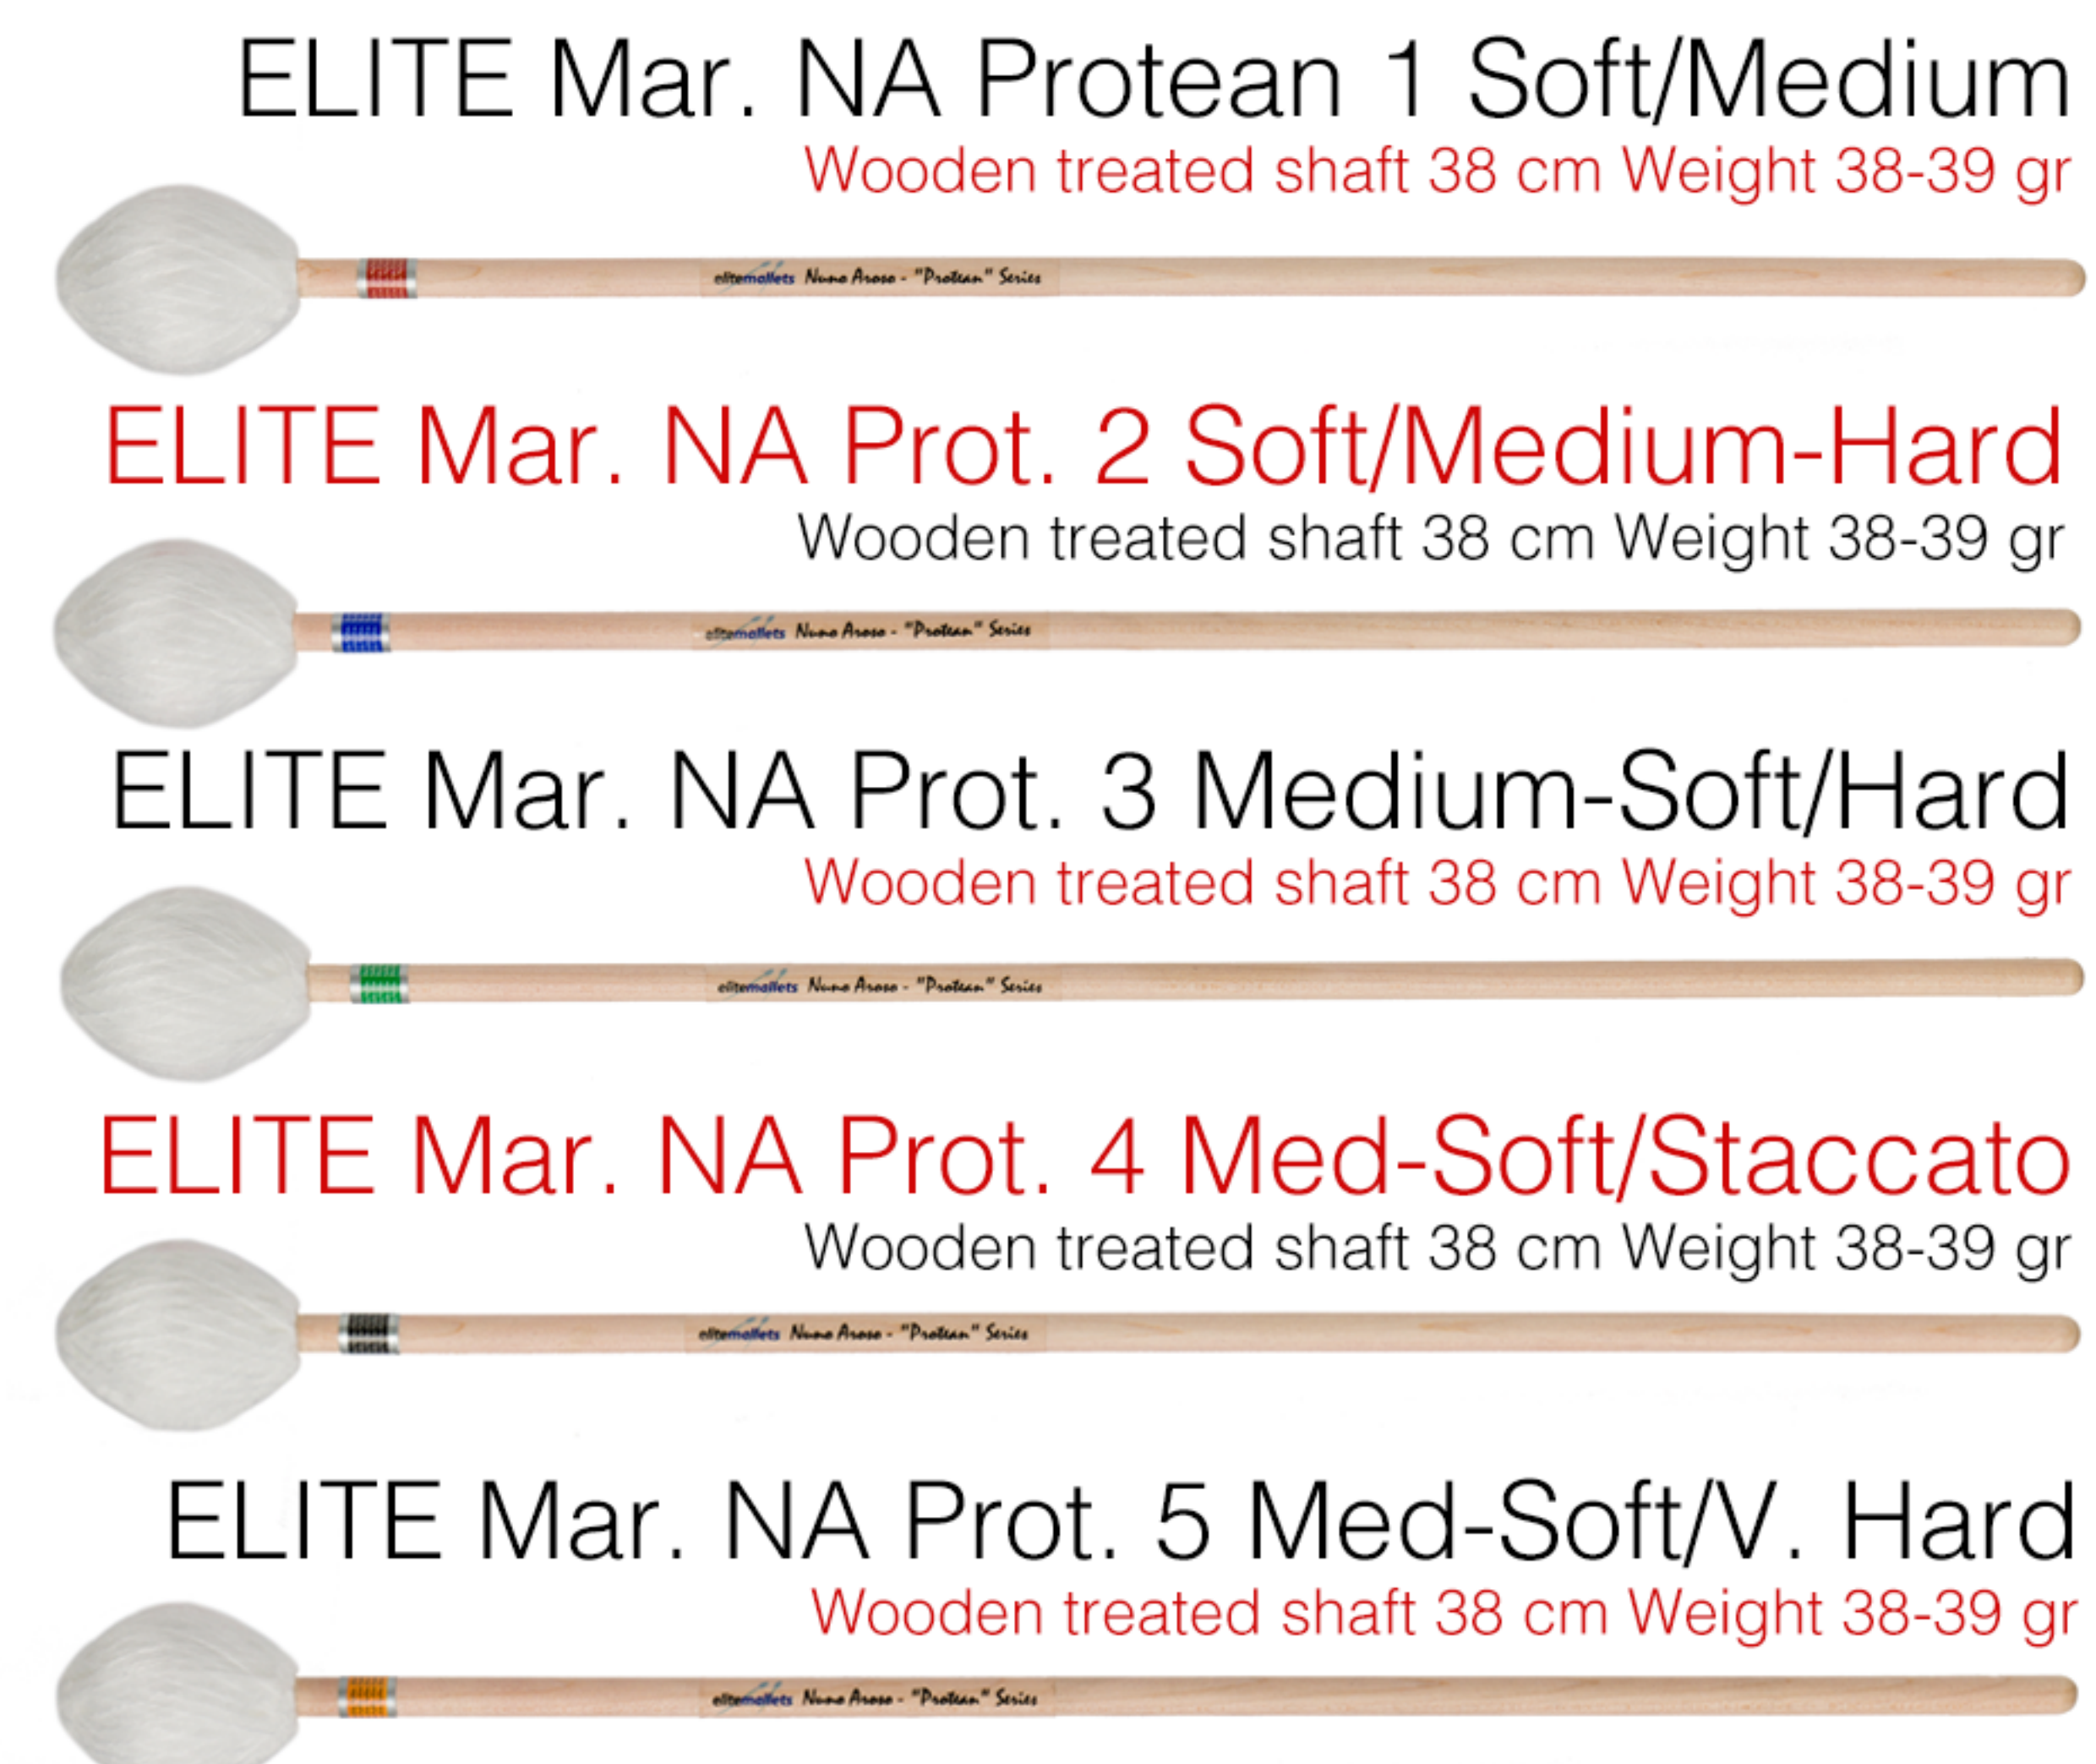 ELITE Mar. NA Protean 1 Soft/Medium
Wooden treated shaft 38 cm Weight 38-39 gr
elitemallets Nuno Aroso - "Protean" Series
ELITE Mar. NA Prot. 2 Soft/Medium-Hard
Wooden treated shaft 38 cm Weight 38-39 gr
elitemallets Nuno Aroso - "Protean" Series
ELITE Mar. NA Prot. 3 Medium-Soft/Hard
Wooden treated shaft 38 cm Weight 38-39 gr
elitemallets Nuno Aroso - "Protean" Series
ELITE Mar. NA Prot. 4 Med-Soft/Staccato
Wooden treated shaft 38 cm Weight 38-39 gr
elitemallets Nuno Aroso - "Protean" Series
ELITE Mar. NA Prot. 5 Med-Soft/V. Hard
Wooden treated shaft 38 cm Weight 38-39 gr
elitemallets Nuno Aroso - "Protean" Series